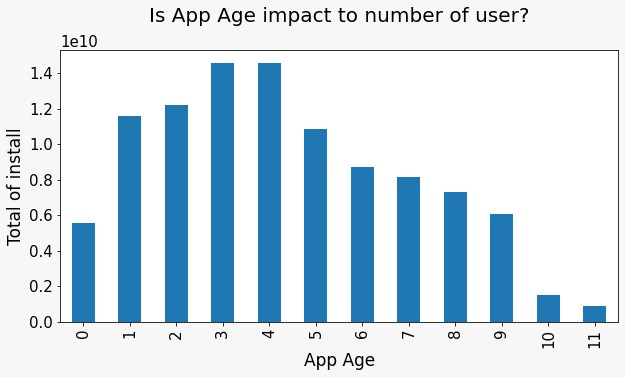 Is App Age impact to number of user?
1e10
1.4
1.2
1.0
0.8
0.6
0.4
0.2
0.0
Total of install
0 1 2 3 4 5 6 7 8 9 10 11
App Age